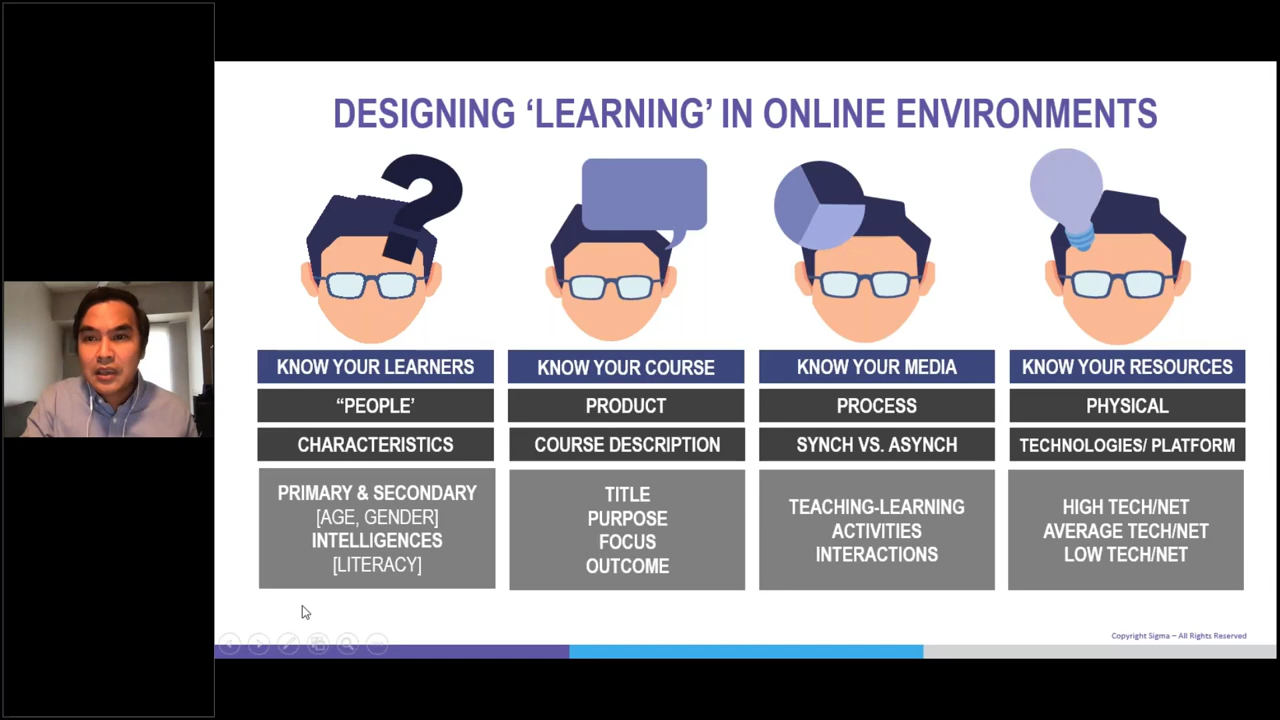 DESIGNING ‘LEARNING’ IN ONLINE ENVIRONMENTS
KNOW YOUR LEARNERS
“PEOPLE’
CHARACTERISTICS
PRIMARY & SECONDARY
[AGE, GENDER]
INTELLIGENCES
[LITERACY]
KNOW YOUR COURSE
PRODUCT
COURSE DESCRIPTION
TITLE
PURPOSE
FOCUS
OUTCOME
KNOW YOUR MEDIA
PROCESS
SYNCH VS. ASYNCH
TEACHING-LEARNING
ACTIVITIES
INTERACTIONS
KNOW YOUR RESOURCES
PHYSICAL
TECHNOLOGIES/ PLATFORM
HIGH TECH/NET
AVERAGE TECH/NET
LOW TECH/NET
Copyright Sigma – All Rights Reserved